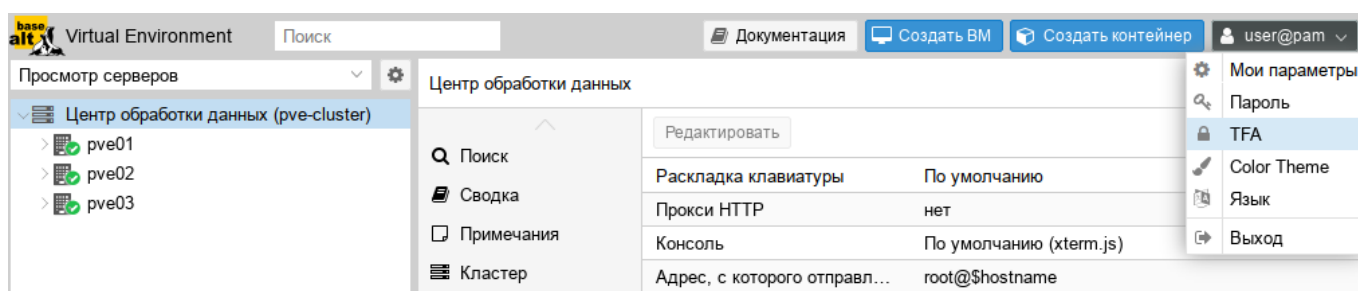 base
alt Virtual Environment Поиск Документация Создать ВМ Создать контейнер user@pam
Просмотр серверов
Центр обработки данных (pve-cluster)
pve01
pve02
pve03
Центр обработки данных
Поиск
Сводка
Примечания
Кластер
Редактировать
Раскладка клавиатуры По умолчанию
Прокси HTTP нет
Консоль По умолчанию (xterm.js)
Адрес, с которого отправл... root@$hostname
Мои параметры
Пароль
TFA
Color Theme
Язык
Выход